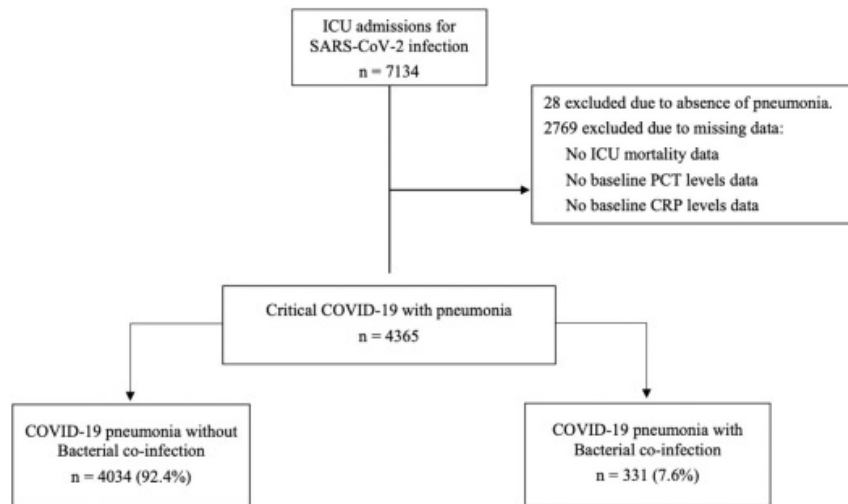 ICU admissions for
SARS-CoV-2 infection
n = 7134
28 excluded due to absence of pneumonia.
2769 excluded due to missing data:
No ICU mortality data
No baseline PCT levels data
No baseline CRP levels data
Critical COVID-19 with pneumonia
n = 4365
COVID-19 pneumonia without
Bacterial co-infection
n = 4034 (92.4%)
COVID-19 pneumonia with
Bacterial co-infection
n = 331 (7.6%)